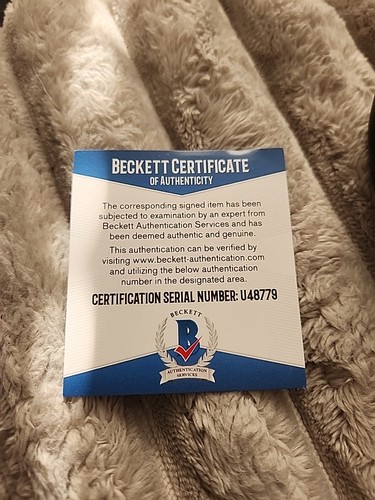 BECKETT CERTIFICATE
OF AUTHENTICITY
The corresponding signed item has been
subjected to examination by an expert from
Beckett Authentication Services and has
been deemed authentic and genuine.
This authentication can be verified by
visiting www.beckett-authentication.com
and utilizing the below authentication
number in the designated area.
CERTIFICATION SERIAL NUMBER: U48779
BECKETT
B
AUTHENTICATION
SERVICES